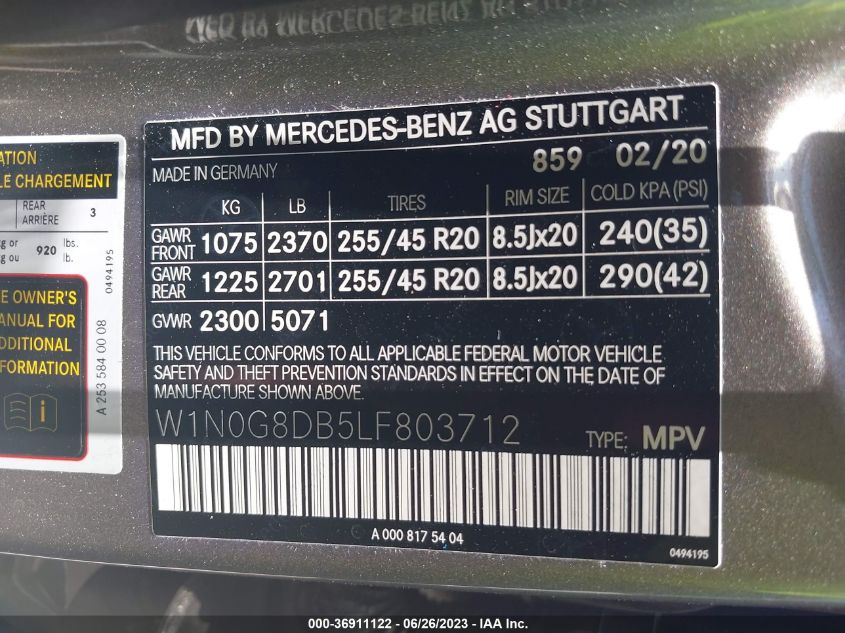 MFD BY MERCEDES-BENZ AG STUTTGART
859 02/20
MADE IN GERMANY
KG LB TIRES RIM SIZE COLD KPA (PSI)
GAWR FRONT 1075 2370 255/45 R20 8.5Jx20 240(35)
GAWR REAR 1225 2701 255/45 R20 8.5Jx20 290(42)
GVWR 2300 5071
THIS VEHICLE CONFORMS TO ALL APPLICABLE FEDERAL MOTOR VEHICLE
SAFETY AND THEFT PREVENTION STANDARDS IN EFFECT ON THE DATE OF
MANUFACTURE SHOWN ABOVE.
W1N0G8DB5LF803712 TYPE: MPV
A 000 817 54 04
0494195
ATION
LE CHARGEMENT
REAR
ARRIÈRE 3
kg or 920 lbs.
kg ou lb.
0494195
E OWNER'S
ANUAL FOR
DDITIONAL
FORMATION
A 253 584 00 08
000-36911122 - 06/26/2023 - IAA Inc.